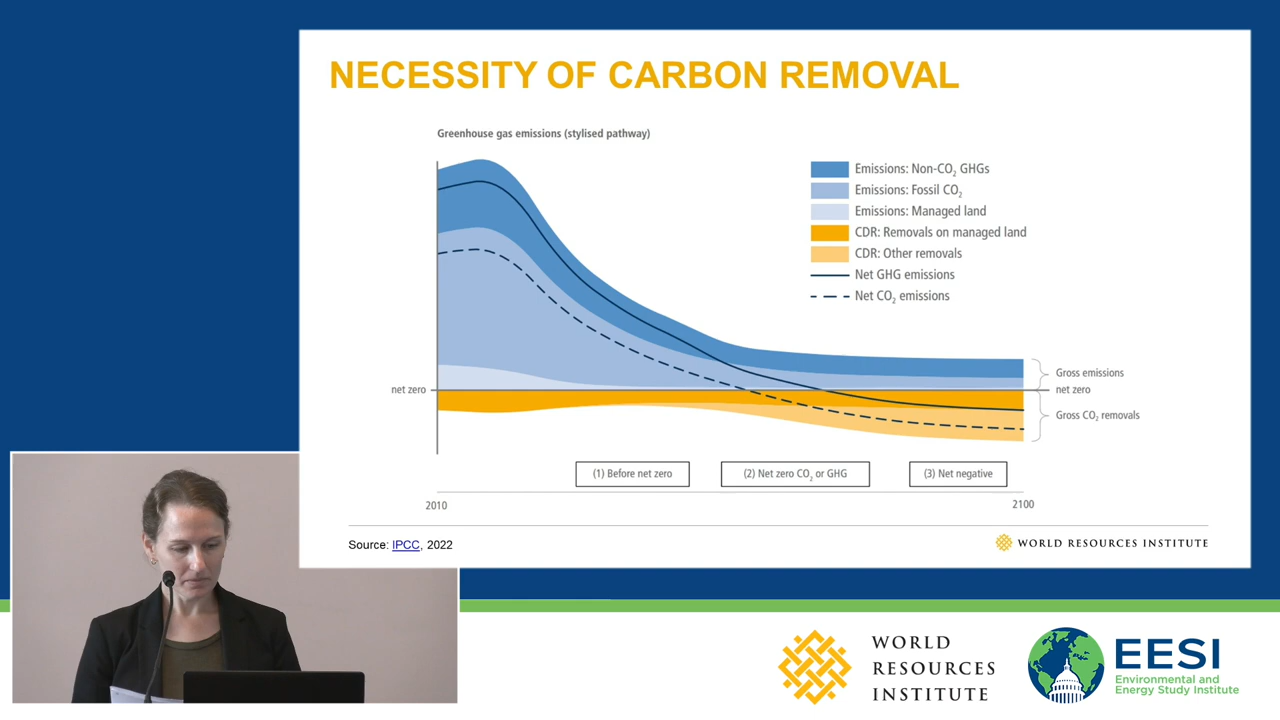 NECESSITY OF CARBON REMOVAL
Greenhouse gas emissions (stylised pathway)
Emissions: Non-CO₂ GHGs
Emissions: Fossil CO₂
Emissions: Managed land
CDR: Removals on managed land
CDR: Other removals
Net GHG emissions
Net CO₂ emissions
Gross emissions
net zero
net zero
Gross CO₂ removals
(1) Before net zero
(2) Net zero CO₂ or GHG
(3) Net negative
2010
2100
Source: IPCC, 2022
WORLD RESOURCES INSTITUTE
WORLD
RESOURCES
INSTITUTE
EESI
Environmental and
Energy Study Institute